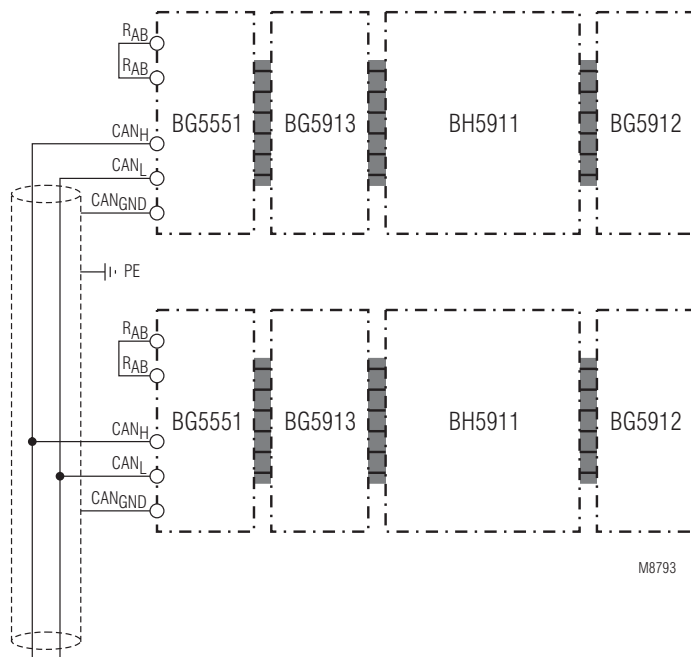 RAB
RAB
CANH
CANL
CANGND
BG5551 BG5913 BH5911 BG5912
PE
RAB
RAB
CANH
CANL
CANGND
BG5551 BG5913 BH5911 BG5912
M8793